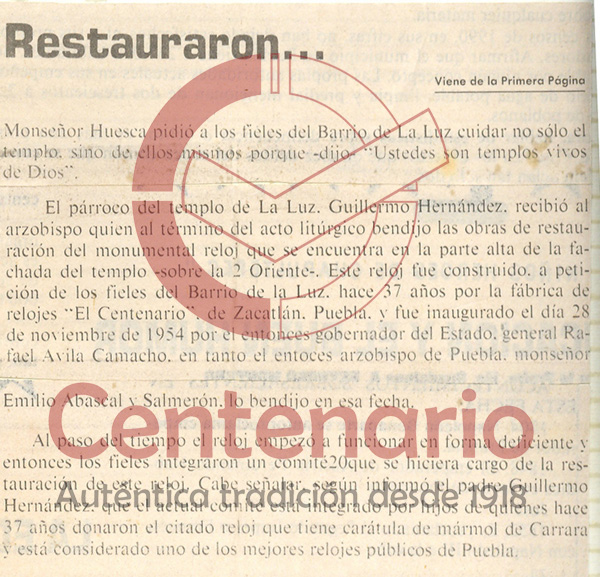 Restauraron...
Viene de la Primera Página
Monseñor Huesca pidió a los fieles del Barrio de La Luz cuidar no sólo el
templo, sino de ellos mismos porque -dijo, "Ustedes son templos vivos
de Dios".
El párroco del templo de La Luz, Guillermo Hernández, recibió al
arzobispo quien al término del acto litúrgico bendijo las obras de restau-
ración del monumental reloj que se encuentra en la parte alta de la fa-
chada del templo -sobre la 2 Oriente-. Este reloj fue construido, a peti-
ción de los fieles del Barrio de la Luz, hace 37 años por la fábrica de
relojes "El Centenario" de Zacatlán, Puebla, y fue inaugurado el día 28
de noviembre de 1954 por el entonces gobernador del Estado, general Ra-
fael Avila Camacho, en tanto el entoces arzobispo de Puebla, monseñor
Emilio Abascal y Salmerón, lo bendijo en esa fecha.
Centenario
Al paso del tiempo el reloj empezó a funcionar en forma deficiente y
entonces los fieles integraron un comité20que se hiciera cargo de la res-
tauración de este reloj. Cabe señalar, según informó el padre Guillermo
Auténtica tradición desde 1918
Hernández, que el actual comité está integrado por hijos de quienes hace
37 años donaron el citado reloj que tiene carátula de mármol de Carrara
y está considerado uno de los mejores relojes públicos de Puebla.